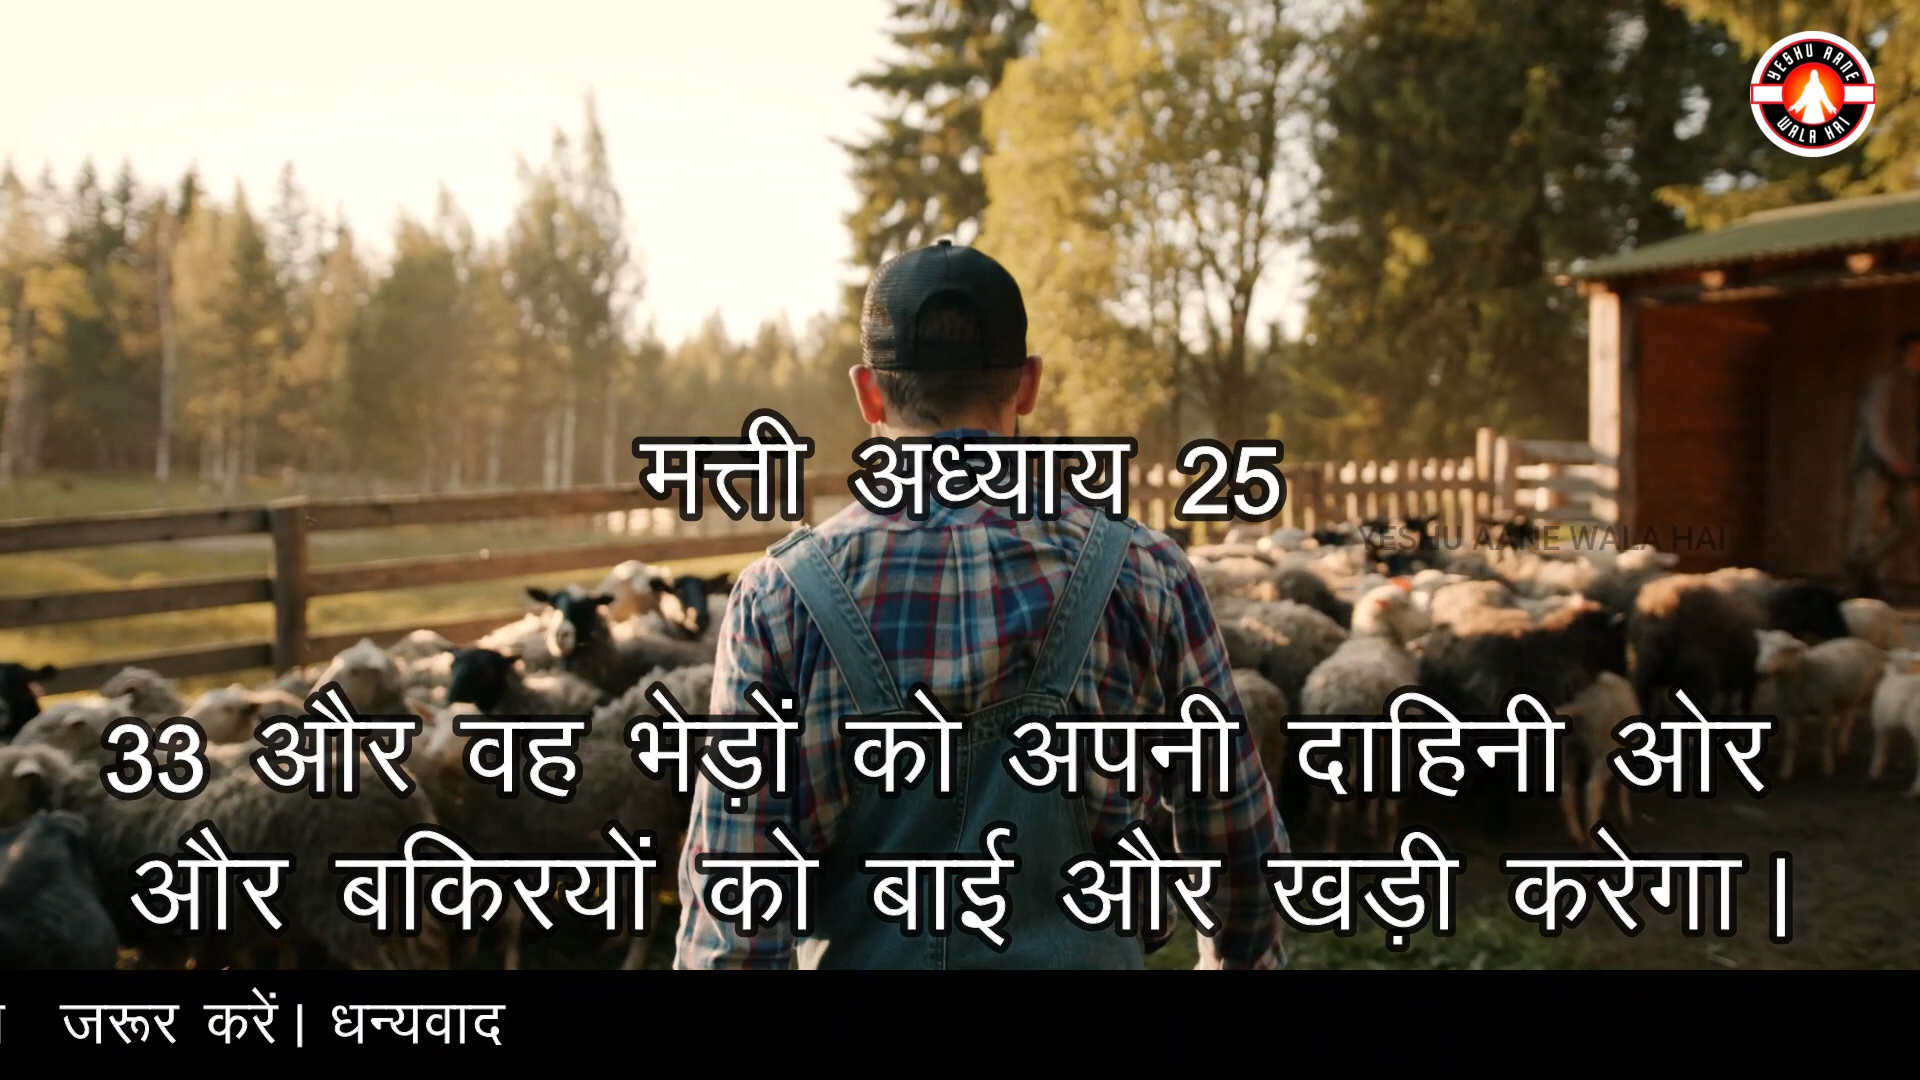 YESHU AANE
WALA HAI
मत्ती अध्याय 25
YESHU AANE WALA HAI
33 और वह भेड़ों को अपनी दाहिनी ओर
और बकिरयों को बाई और खड़ी करेगा|
जरूर करें| धन्यवाद